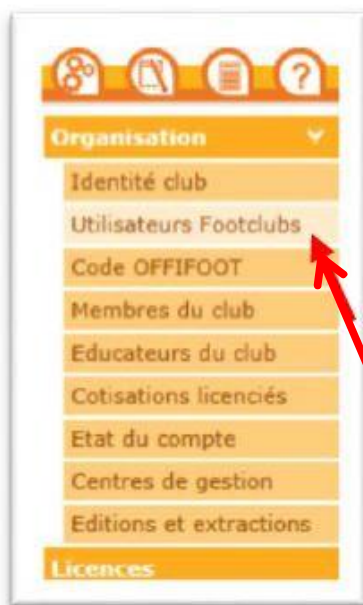 ?
Organisation
Identité club
Utilisateurs Footclubs
Code OFFIFOOT
Membres du club
Educateurs du club
Cotisations licenciés
Etat du compte
Centres de gestion
Editions et extractions
Licences